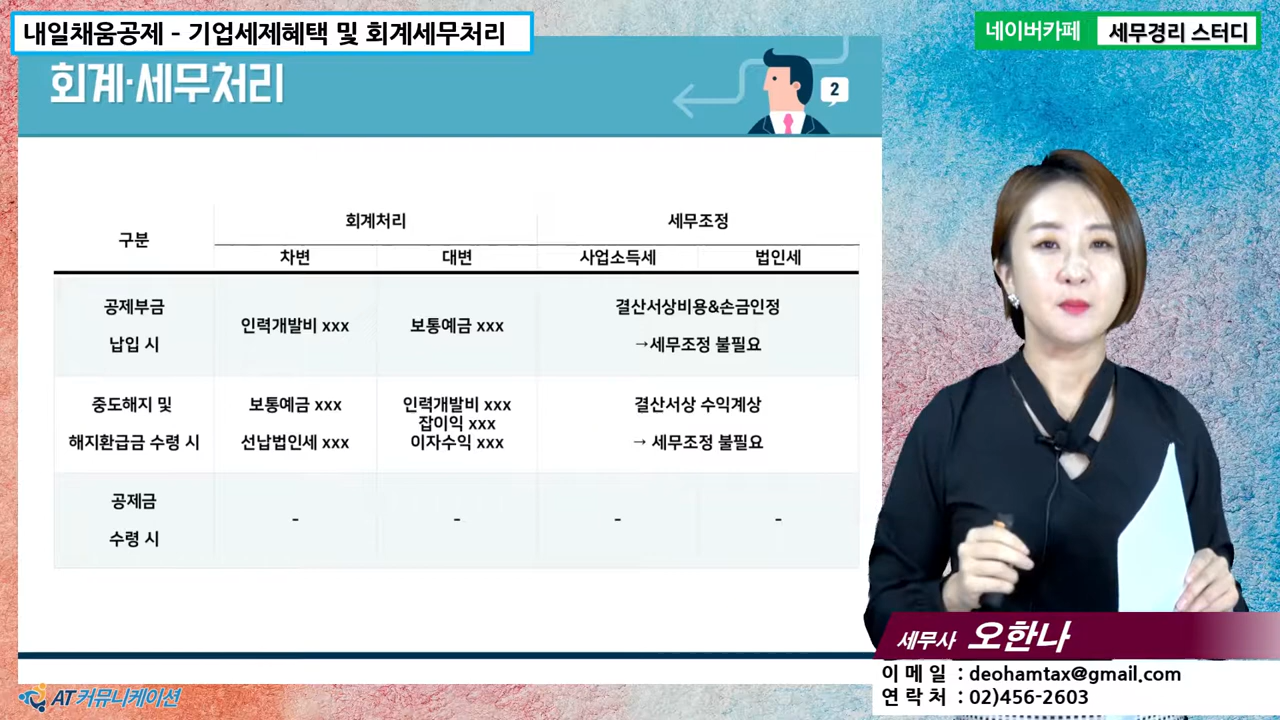 내일채움공제 - 기업세제혜택 및 회계세무처리
네이버카페 세무경리 스터디
회계·세무처리
2
구분
회계처리
세무조정
차변
대변
사업소득세
법인세
공제부금
납입 시
인력개발비 xxx
보통예금 xxx
결산서상비용&손금인정
→세무조정 불필요
중도해지 및
해지환급금 수령 시
보통예금 xxx
선납법인세 xxx
인력개발비 xxx
잡이익 xxx
이자수익 xxx
결산서상 수익계상
→ 세무조정 불필요
공제금
수령 시
-
-
-
-
세무사 오한나
이 메 일 : deohamtax@gmail.com
연 락 처 : 02)456-2603
AT커뮤니케이션